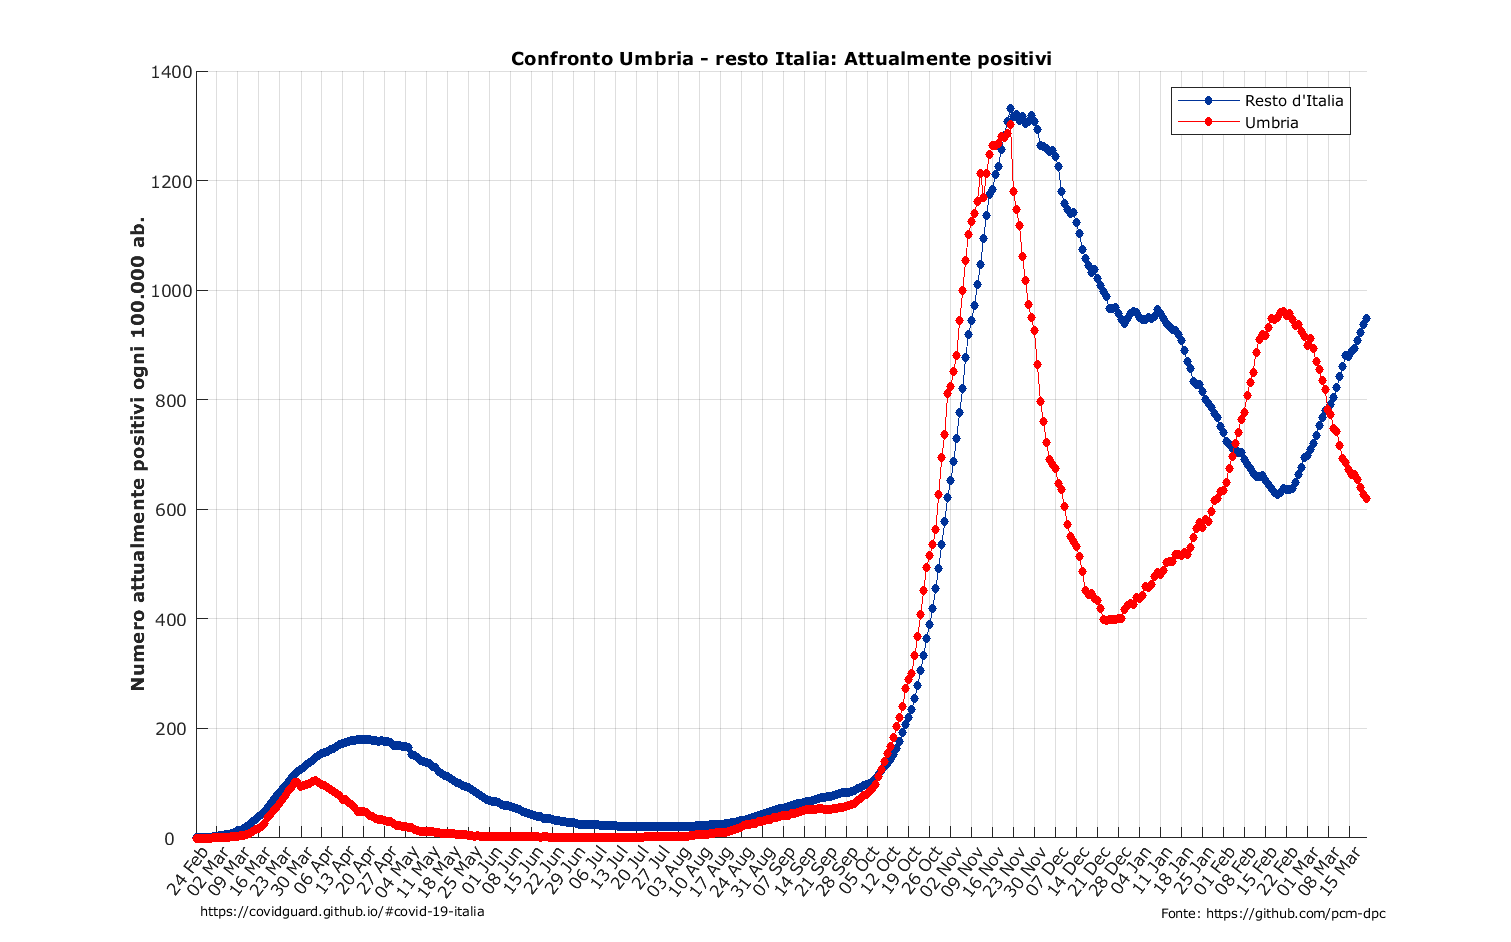 Confronto Umbria - resto Italia: Attualmente positivi
Resto d'Italia
Umbria
Numero attualmente positivi ogni 100.000 ab.
1400
1200
1000
800
600
400
200
0
24 Feb
02 Mar
09 Mar
16 Mar
23 Mar
30 Mar
06 Apr
13 Apr
20 Apr
27 Apr
04 May
11 May
18 May
25 May
01 Jun
08 Jun
15 Jun
22 Jun
29 Jun
06 Jul
13 Jul
20 Jul
27 Jul
03 Aug
10 Aug
17 Aug
24 Aug
31 Aug
07 Sep
14 Sep
21 Sep
28 Sep
05 Oct
12 Oct
19 Oct
26 Oct
02 Nov
09 Nov
16 Nov
23 Nov
30 Nov
07 Dec
14 Dec
21 Dec
28 Dec
04 Jan
11 Jan
18 Jan
25 Jan
01 Feb
08 Feb
15 Feb
22 Feb
01 Mar
08 Mar
15 Mar
https://covidguard.github.io/#covid-19-italia
Fonte: https://github.com/pcm-dpc